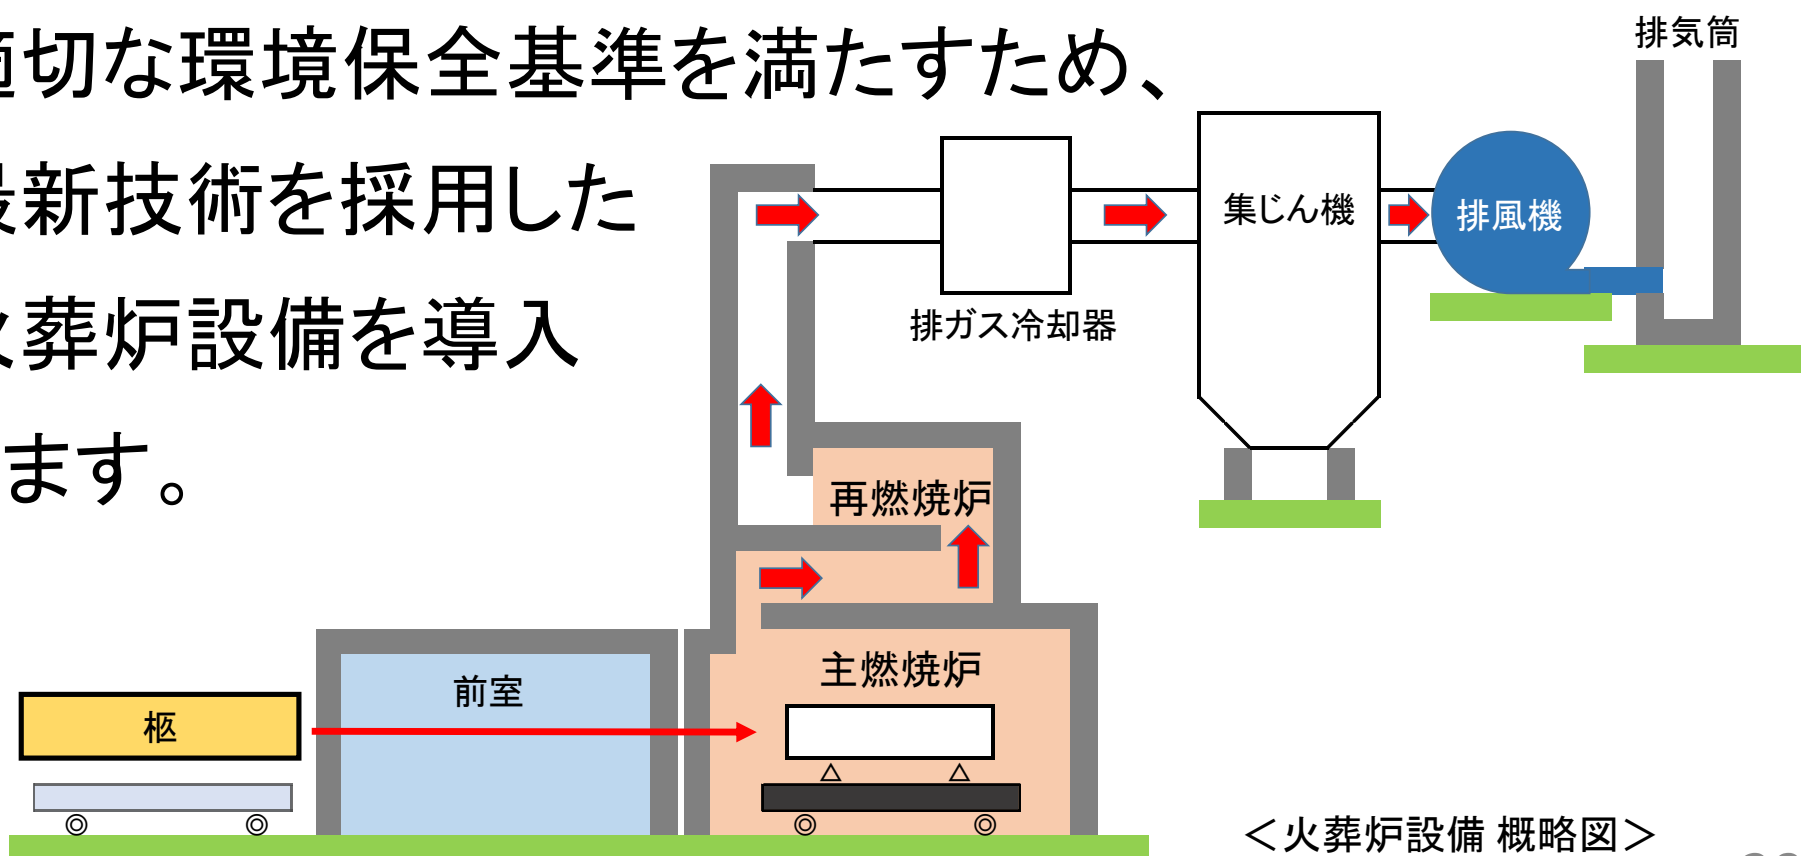 適切な環境保全基準を満たすため、
最新技術を採用した
火葬炉設備を導入
ます。
排気筒
集じん機
排風機
排ガス冷却器
再燃焼炉
主燃焼炉
前室
柩
＜火葬炉設備 概略図＞